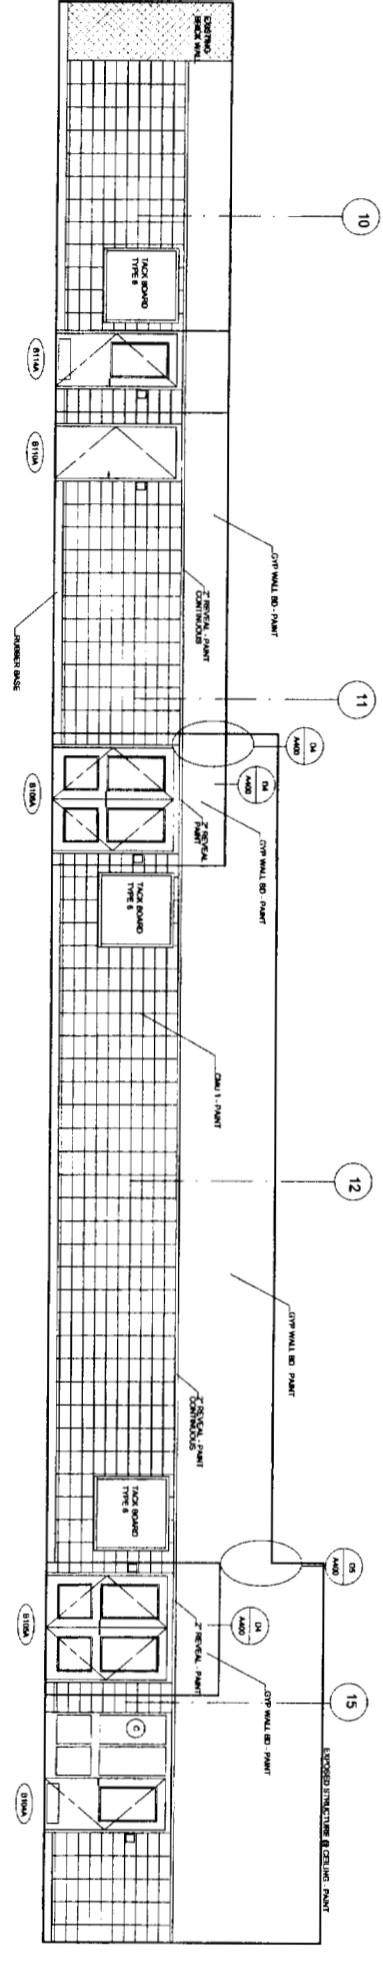 EXISTING
BRICK WALL
10
TACK BOARD
TYPE 6
B114A
B110A
GYP WALL BD - PAINT
2" REVEAL - PAINT
CONTINUOUS
RUBBER BASE
11
D4
A400
D4
A400
B106A
2" REVEAL
PAINT
GYP WALL BD - PAINT
TACK BOARD
TYPE 6
CMU 1 - PAINT
12
GYP WALL BD - PAINT
2" REVEAL - PAINT
CONTINUOUS
TACK BOARD
TYPE 6
D5
A400
D4
A400
B105A
2" REVEAL - PAINT
GYP WALL BD - PAINT
15
C
EXPOSED STRUCTURE @ CEILING - PAINT
B104A